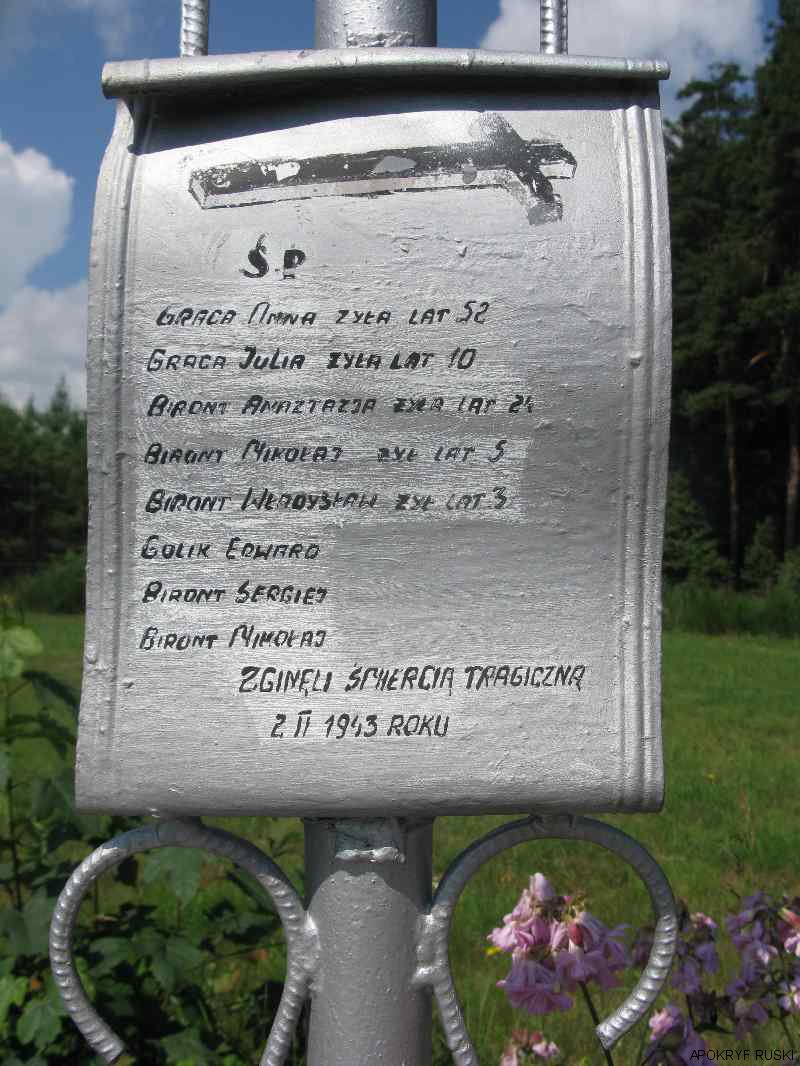 Ś.P
GRACA ANNA ŻYŁA LAT 52
GRACA JULIA ŻYŁA LAT 10
BIRONT ANAZTAZJA ŻYŁA LAT 24
BIRONT MIKOŁAJ ŻYŁ LAT 5
BIRONT WŁADYSŁAW ŻYŁ LAT 3
GOLIK EDWARD
BIRONT SERGIEJ
BIRONT MIKOŁAJ
ZGINĘLI ŚMIERCIĄ TRAGICZNĄ
2 II 1943 ROKU
APOKRYF RUSKI